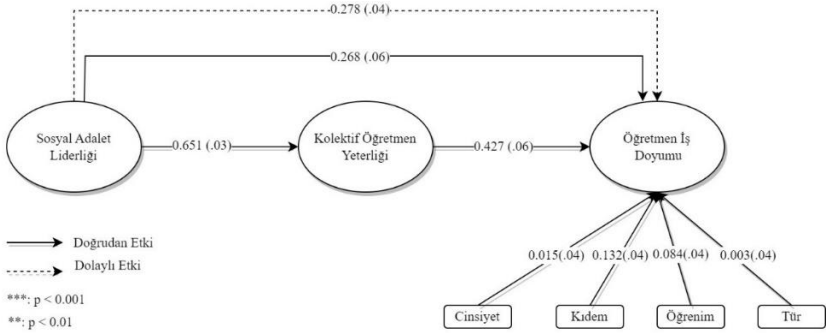 0.278 (.04)
0.268 (.06)
Sosyal Adalet
Liderliği
0.651 (.03)
Kolektif Öğretmen
Yeterliği
0.427 (.06)
Öğretmen İş
Doyumu
Doğrudan Etki
Dolaylı Etki
***: p < 0.001
**: p < 0.01
0.015(.04)
0.132(.04)
0.084(.04)
0.003(.04)
Cinsiyet
Kıdem
Öğrenim
Tür